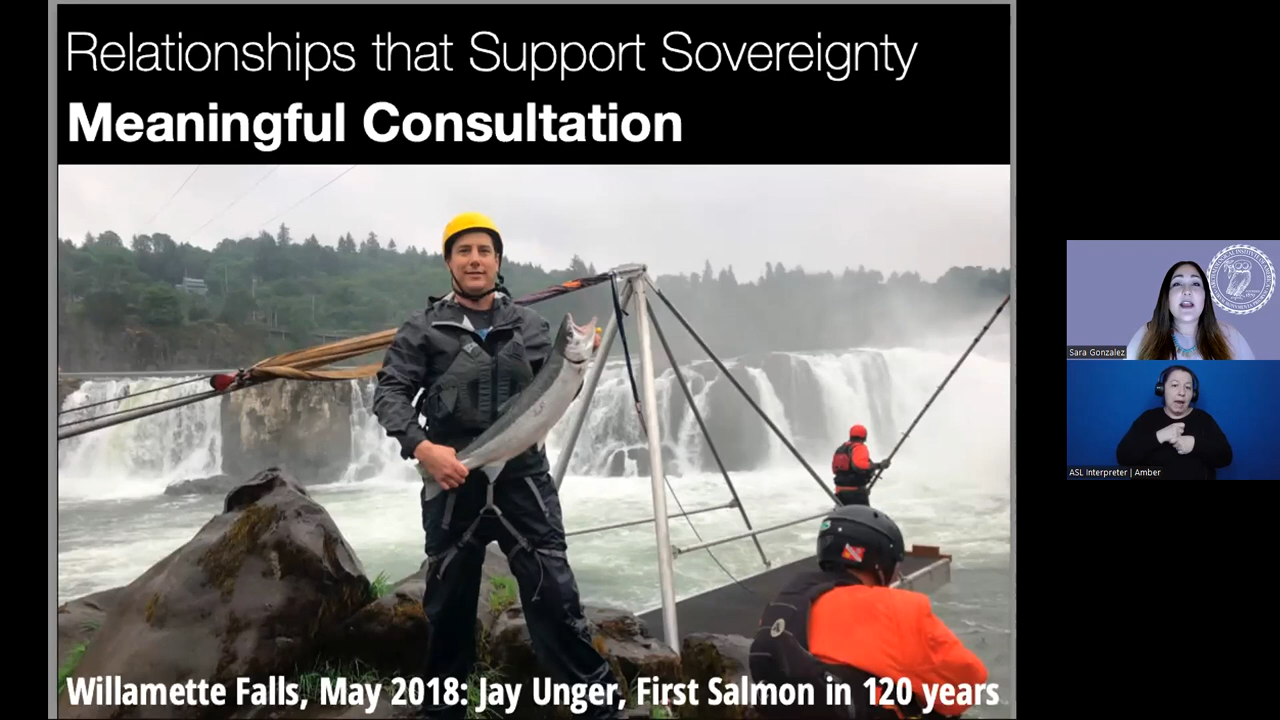 Relationships that Support Sovereignty
Meaningful Consultation
Willamette Falls, May 2018: Jay Unger, First Salmon in 120 years
Sara Gonzalez
ASL Interpreter | Amber